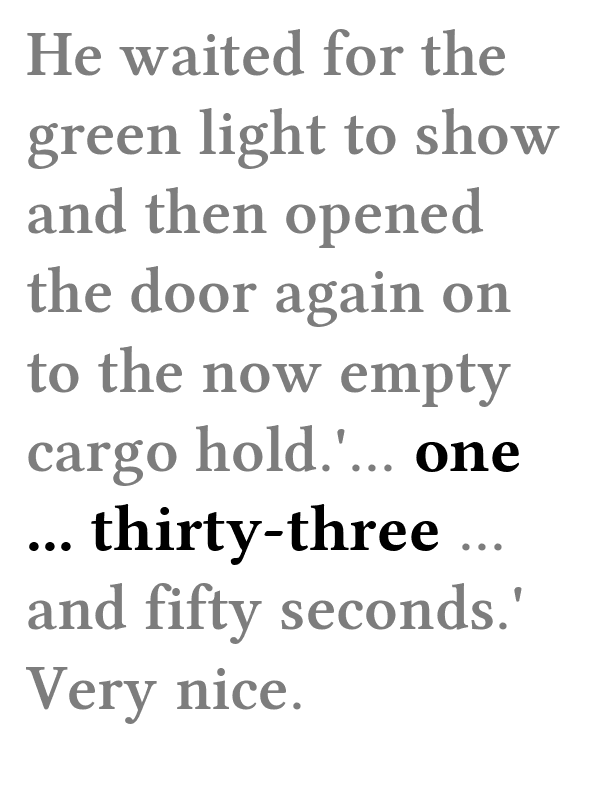 He waited for the
green light to show
and then opened
the door again on
to the now empty
cargo hold.'... one
... thirty-three ...
and fifty seconds.'
Very nice.